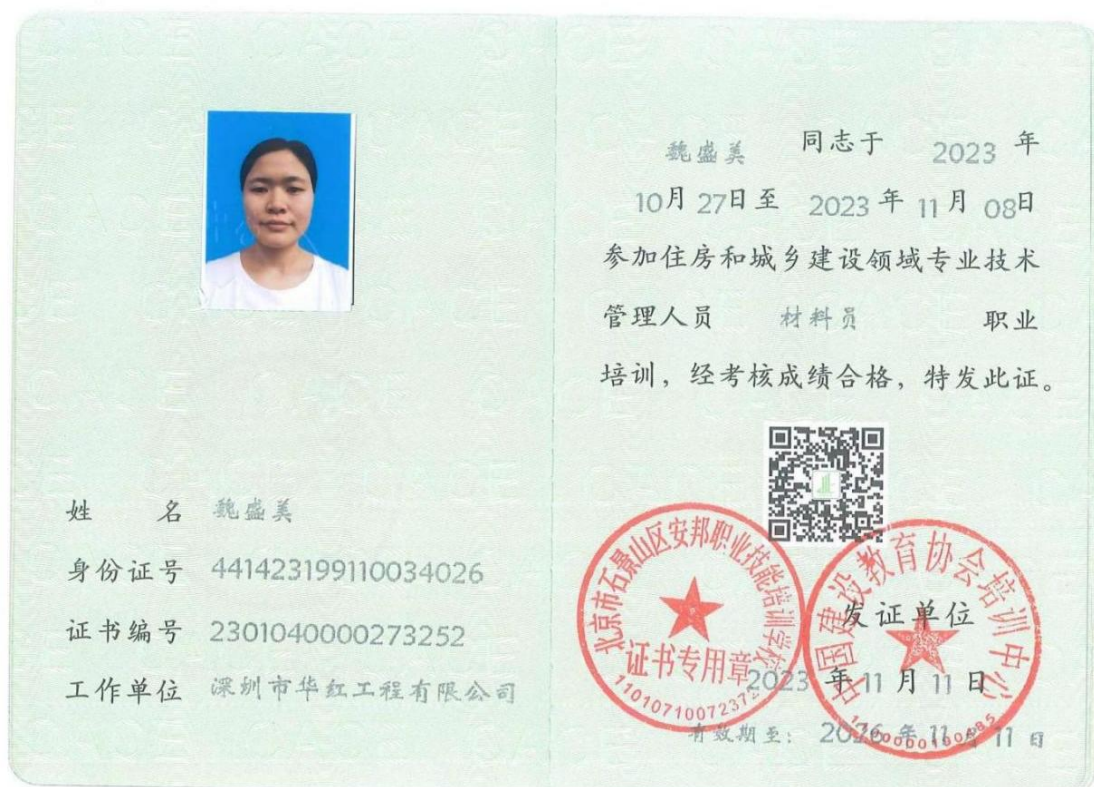 姓 名 魏盛美
身份证号 441423199110034026
证书编号 2301040000273252
工作单位 深圳市华红工程有限公司
魏盛美 同志于 2023 年
10月 27日至 2023 年 11 月 08日
参加住房和城乡建设领域专业技术
管理人员 材料员 职业
培训，经考核成绩合格，特发此证。
北京市石景山区安邦职业技能培训学校
证书专用章
11010710072372
中国建设教育协会培训中心
发证单位
2023 年 11 月 11 日
有效期至： 2026 年 11 月 11 日